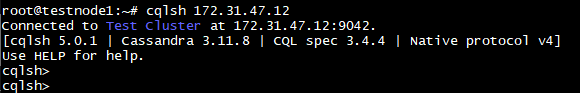 root@testnode1:~# cqlsh 172.31.47.12
Connected to Test Cluster at 172.31.47.12:9042.
[cqlsh 5.0.1 | Cassandra 3.11.8 | CQL spec 3.4.4 | Native protocol v4]
Use HELP for help.
cqlsh>
cqlsh>